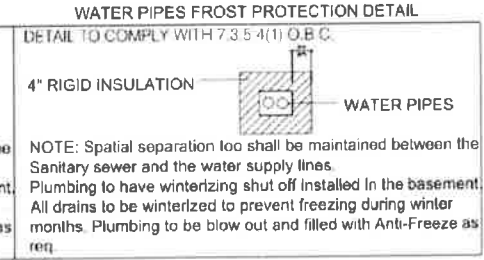 WATER PIPES FROST PROTECTION DETAIL
DETAIL TO COMPLY WITH 7.3.5.4(1) O.B.C.
4" RIGID INSULATION
WATER PIPES
NOTE: Spatial separation too shall be maintained between the
Sanitary sewer and the water supply lines.
Plumbing to have winterizing shut off installed in the basement.
All drains to be winterized to prevent freezing during winter
months. Plumbing to be blow out and filled with Anti-Freeze as
req.